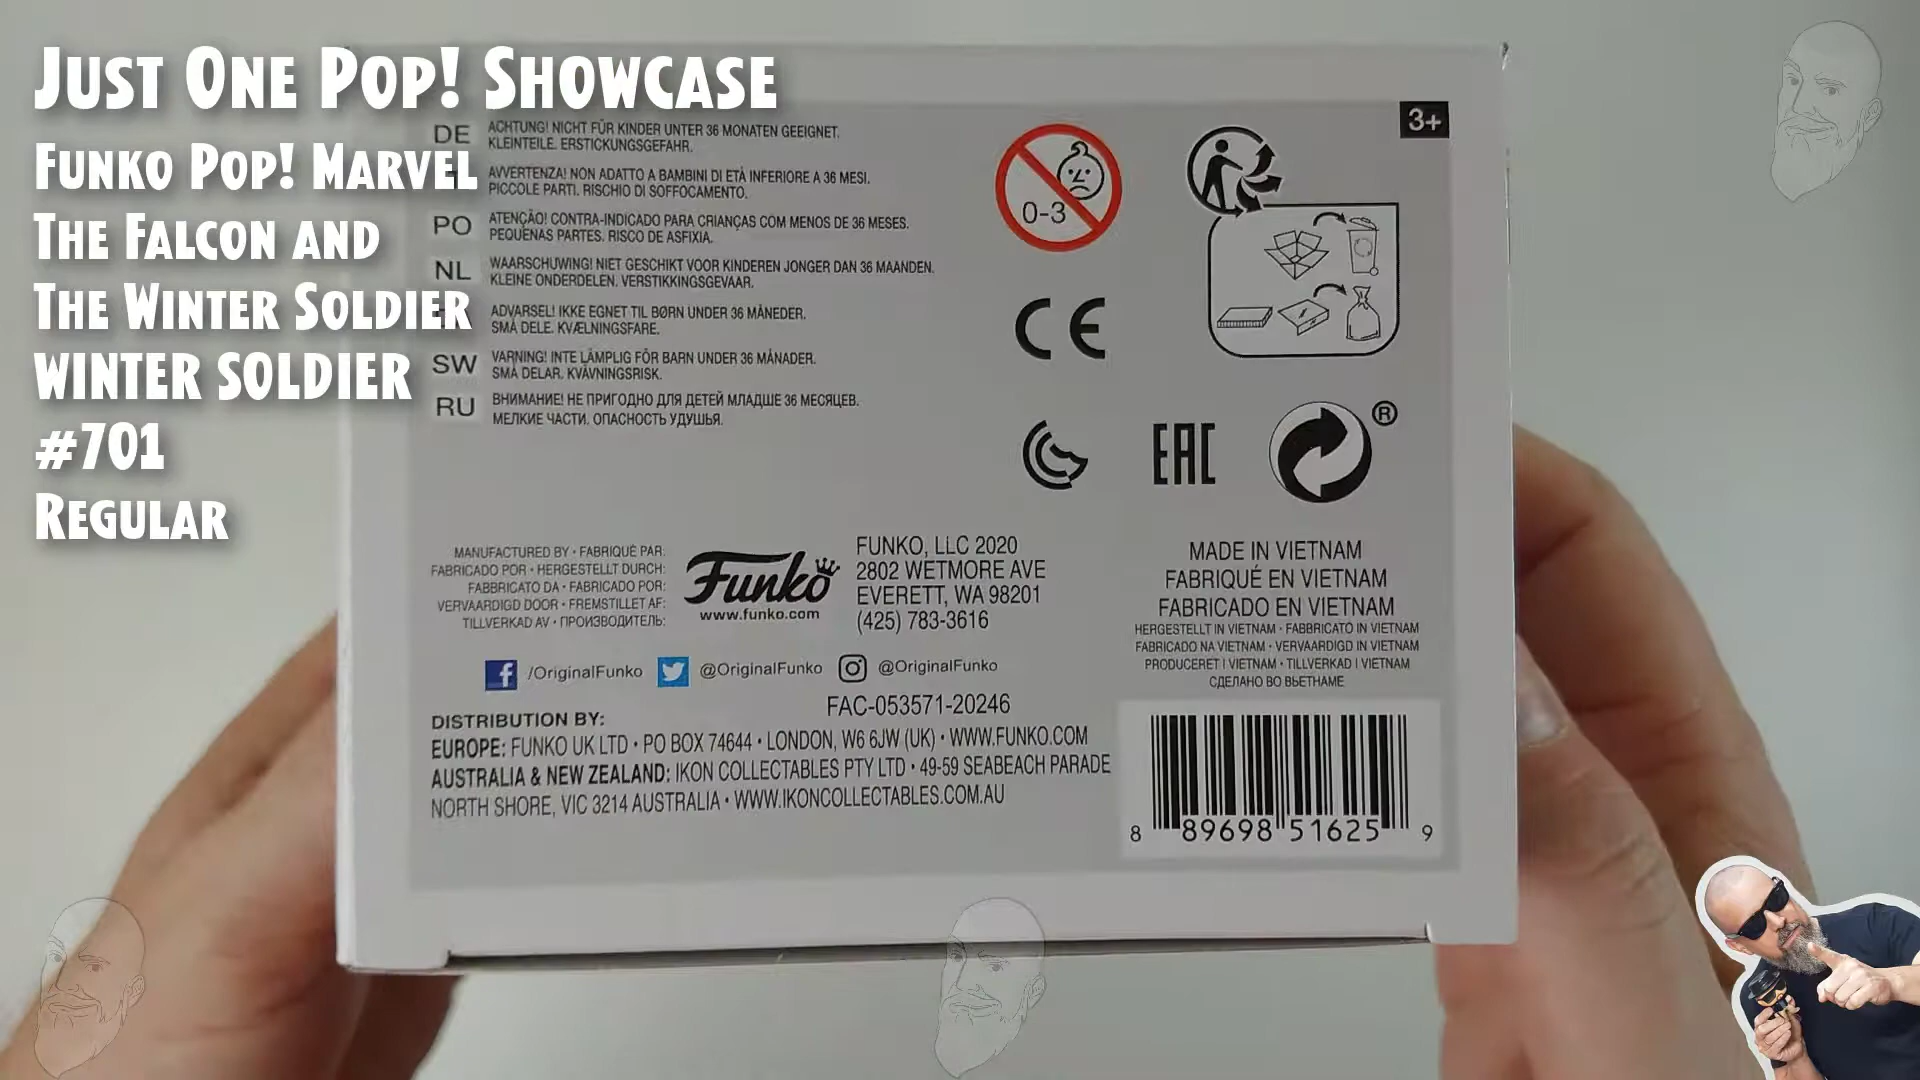 Just One Pop! Showcase
Funko Pop! Marvel
The Falcon and
The Winter Soldier
WINTER SOLDIER
#701
Regular
DE ACHTUNG! NICHT FÜR KINDER UNTER 36 MONATEN GEEIGNET.
KLEINTEILE. ERSTICKUNGSGEFAHR.
AVVERTENZA! NON ADATTO A BAMBINI DI ETÀ INFERIORE A 36 MESI.
PICCOLE PARTI. RISCHIO DI SOFFOCAMENTO.
PO ATENÇÃO! CONTRA-INDICADO PARA CRIANÇAS COM MENOS DE 36 MESES.
PEQUENAS PARTES. RISCO DE ASFIXIA.
NL WAARSCHUWING! NIET GESCHIKT VOOR KINDEREN JONGER DAN 36 MAANDEN.
KLEINE ONDERDELEN. VERSTIKKINGSGEVAAR.
ADVARSEL! IKKE EGNET TIL BØRN UNDER 36 MÅNEDER.
SMÅ DELE. KVÆLNINGSFARE.
SW VARNING! INTE LÄMPLIG FÖR BARN UNDER 36 MÅNADER.
SMÅ DELAR. KVÄVNINGSRISK.
RU ВНИМАНИЕ! НЕ ПРИГОДНО ДЛЯ ДЕТЕЙ МЛАДШЕ 36 МЕСЯЦЕВ.
МЕЛКИЕ ЧАСТИ. ОПАСНОСТЬ УДУШЬЯ.
0-3
3+
CE
EAC
®
MANUFACTURED BY • FABRIQUÉ PAR:
FABRICADO POR • HERGESTELLT DURCH:
FABBRICATO DA • FABRICADO POR:
VERVAARDIGD DOOR • FREMSTILLET AF:
TILLVERKAD AV • ПРОИЗВОДИТЕЛЬ:
Funko
www.funko.com
FUNKO, LLC 2020
2802 WETMORE AVE
EVERETT, WA 98201
(425) 783-3616
MADE IN VIETNAM
FABRIQUÉ EN VIETNAM
FABRICADO EN VIETNAM
HERGESTELLT IN VIETNAM • FABBRICATO IN VIETNAM
FABRICADO NA VIETNAM • VERVAARDIGD IN VIETNAM
PRODUCERET I VIETNAM • TILLVERKAD I VIETNAM
СДЕЛАНО ВО ВЬЕТНАМЕ
/OriginalFunko @OriginalFunko @OriginalFunko
FAC-053571-20246
DISTRIBUTION BY:
EUROPE: FUNKO UK LTD • PO BOX 74644 • LONDON, W6 6JW (UK) • WWW.FUNKO.COM
AUSTRALIA & NEW ZEALAND: IKON COLLECTABLES PTY LTD • 49-59 SEABEACH PARADE
NORTH SHORE, VIC 3214 AUSTRALIA • WWW.IKONCOLLECTABLES.COM.AU
8 89698 51625 9